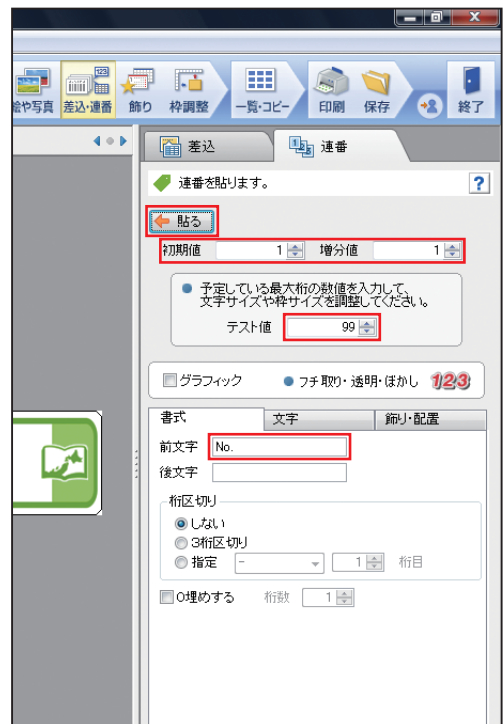 絵や写真 差込・連番 飾り 枠調整 一覧・コピー 印刷 保存 終了
差込 連番
連番を貼ります。 ?
貼る
初期値 1 増分値 1
予定している最大桁の数値を入力して、
文字サイズや枠サイズを調整してください。
テスト値 99
グラフィック フチ取り・透明・ぼかし 123
書式 文字 飾り・配置
前文字 No.
後文字
桁区切り
しない
3桁区切り
指定 - 1 桁目
0埋めする 桁数 1